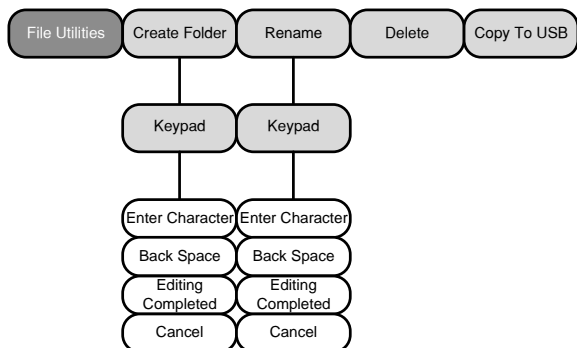 File Utilities
Create Folder
Rename
Delete
Copy To USB
Keypad
Keypad
Enter Character
Enter Character
Back Space
Back Space
Editing
Completed
Editing
Completed
Cancel
Cancel